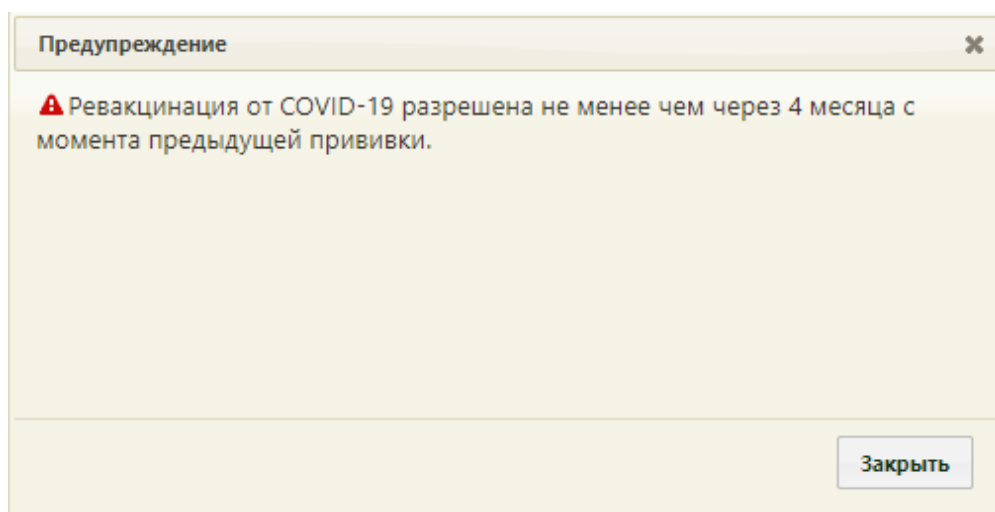 Предупреждение
Ревакцинация от COVID-19 разрешена не менее чем через 4 месяца с
момента предыдущей прививки.
Закрыть